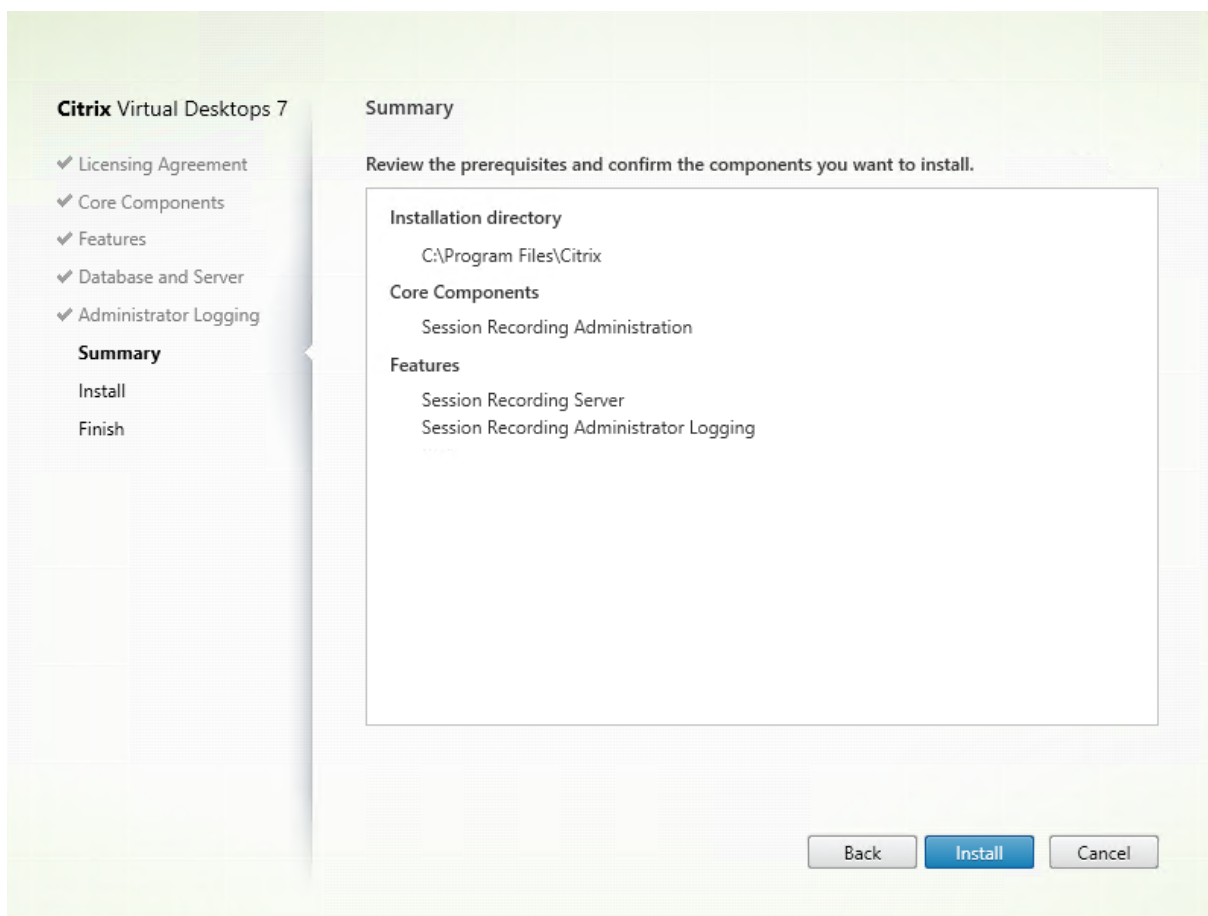 Citrix Virtual Desktops 7
Licensing Agreement
Core Components
Features
Database and Server
Administrator Logging
Summary
Install
Finish
Summary
Review the prerequisites and confirm the components you want to install.
Installation directory
C:\Program Files\Citrix
Core Components
Session Recording Administration
Features
Session Recording Server
Session Recording Administrator Logging
Back
Install
Cancel